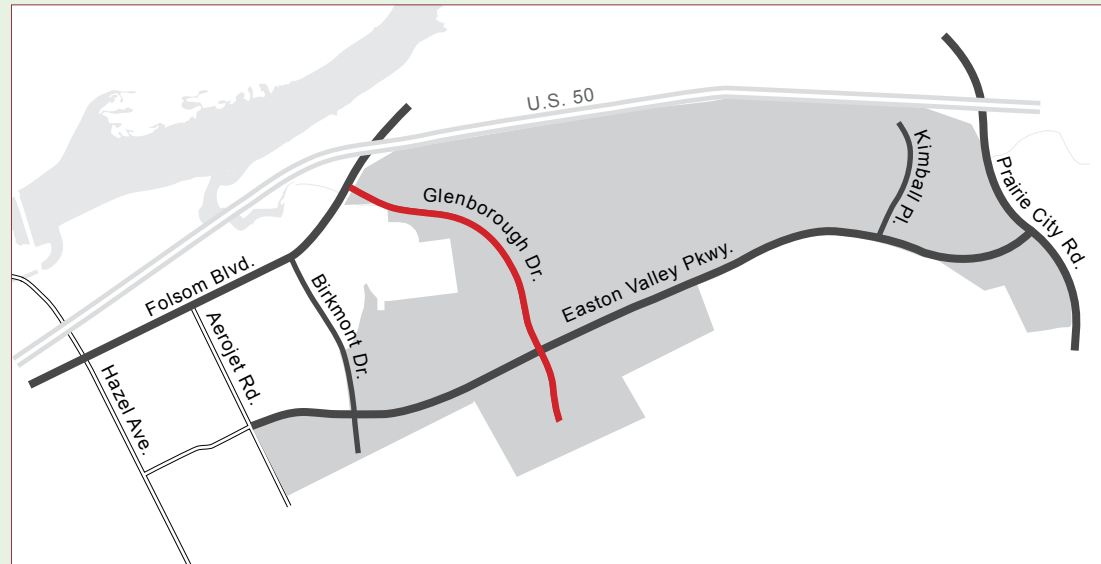 U.S. 50
Kimball Pl.
Prairie City Rd.
Glenborough Dr.
Easton Valley Pkwy.
Folsom Blvd.
Birkmont Dr.
Aerojet Rd.
Hazel Ave.